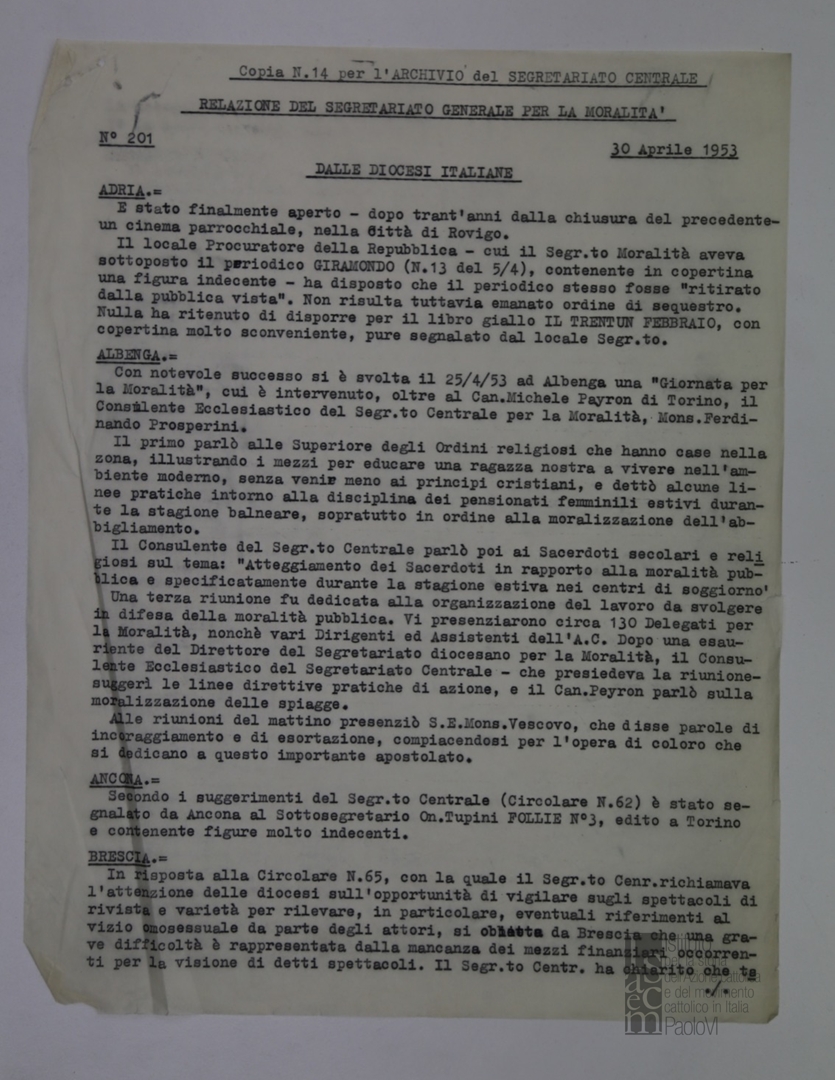 Copia N.14 per l'ARCHIVIO del SEGRETARIATO CENTRALE
RELAZIONE DEL SEGRETARIATO GENERALE PER LA MORALITA'
N° 201
30 Aprile 1953
DALLE DIOCESI ITALIANE
ADRIA.=
E stato finalmente aperto - dopo trant'anni dalla chiusura del precedente-
un cinema parrocchiale, nella Città di Rovigo.
Il locale Procuratore della Repubblica - cui il Segr.to Moralità aveva
sottoposto il periodico GIRAMONDO (N.13 del 5/4), contenente in copertina
una figura indecente - ha disposto che il periodico stesso fosse "ritirato
dalla pubblica vista". Non risulta tuttavia emanato ordine di sequestro.
Nulla ha ritenuto di disporre per il libro giallo IL TRENTUN FEBBRAIO, con
copertina molto sconveniente, pure segnalato dal locale Segr.to.
ALBENGA.=
Con notevole successo si è svolta il 25/4/53 ad Albenga una "Giornata per
la Moralità", cui è intervenuto, oltre al Can.Michele Payron di Torino, il
Consulente Ecclesiastico del Segr.to Centrale per la Moralità, Mons.Ferdi-
nando Prosperini.
Il primo parlò alle Superiore degli Ordini religiosi che hanno case nella
zona, illustrando i mezzi per educare una ragazza nostra a vivere nell'am-
biente moderno, senza venir meno ai principi cristiani, e dettò alcune li-
nee pratiche intorno alla disciplina dei pensionati femminili estivi duran-
te la stagione balneare, sopratutto in ordine alla moralizzazione dell'ab-
bigliamento.
Il Consulente del Segr.to Centrale parlò poi ai Sacerdoti secolari e reli
giosi sul tema: "Atteggiamento dei Sacerdoti in rapporto alla moralità pub-
blica e specificatamente durante la stagione estiva nei centri di soggiorno'
Una terza riunione fu dedicata alla organizzazione del lavoro da svolgere
in difesa della moralità pubblica. Vi presenziarono circa 130 Delegati per
la Moralità, nonchè vari Dirigenti ed Assistenti dell'A.C. Dopo una esau-
riente del Direttore del Segretariato diocesano per la Moralità, il Consu-
lente Ecclesiastico del Segretariato Centrale - che presiedeva la riunione-
suggerì le linee direttive pratiche di azione, e il Can.Peyron parlò sulla
moralizzazione delle spiagge.
Alle riunioni del mattino presenziò S.E.Mons.Vescovo, che disse parole di
incoraggiamento e di esortazione, compiacendosi per l'opera di coloro che
si dedicano a questo importante apostolato.
ANCONA.=
Secondo i suggerimenti del Segr.to Centrale (Circolare N.62) è stato se-
gnalato da Ancona al Sottosegretario On.Tupini FOLLIE N°3, edito a Torino
e contenente figure molto indecenti.
BRESCIA.=
In risposta alla Circolare N.65, con la quale il Segr.to Cenr.richiamava
l'attenzione delle diocesi sull'opportunità di vigilare sugli spettacoli di
rivista e varietà per rilevare, in particolare, eventuali riferimenti al
vizio omosessuale da parte degli attori, si obietta da Brescia che una gra-
ve difficoltà è rappresentata dalla mancanza dei mezzi finanziari occorren-
ti per la visione di detti spettacoli. Il Segr.to Centr. ha chiarito che te
./.
Istituto
per la storia
dell'Azione cattolica
e del movimento
cattolico in Italia
PaoloVI